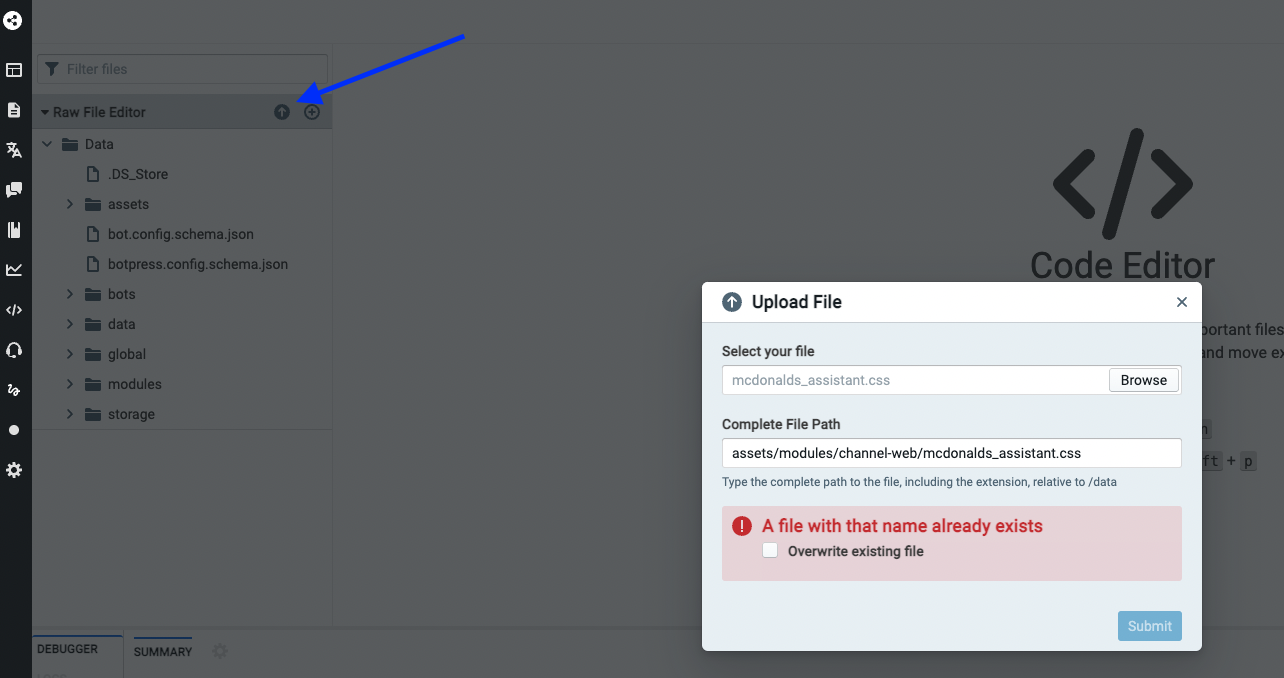 Filter files
Raw File Editor
Data
.DS_Store
assets
bot.config.schema.json
botpress.config.schema.json
bots
data
global
modules
storage
Code Editor
portant files
and move ex
ft + p
Upload File
Select your file
mcdonalds_assistant.css
Browse
Complete File Path
assets/modules/channel-web/mcdonalds_assistant.css
Type the complete path to the file, including the extension, relative to /data
A file with that name already exists
Overwrite existing file
Submit
DEBUGGER
SUMMARY